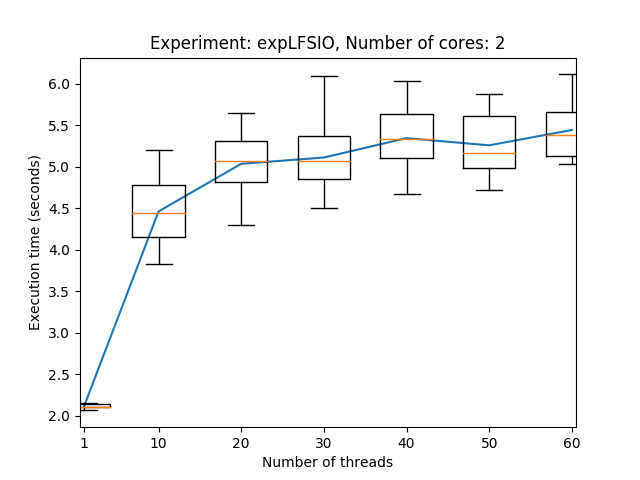 Experiment: expLFSIO, Number of cores: 2
Execution time (seconds)
6.0
5.5
5.0
4.5
4.0
3.5
3.0
2.5
2.0
1 10 20 30 40 50 60
Number of threads